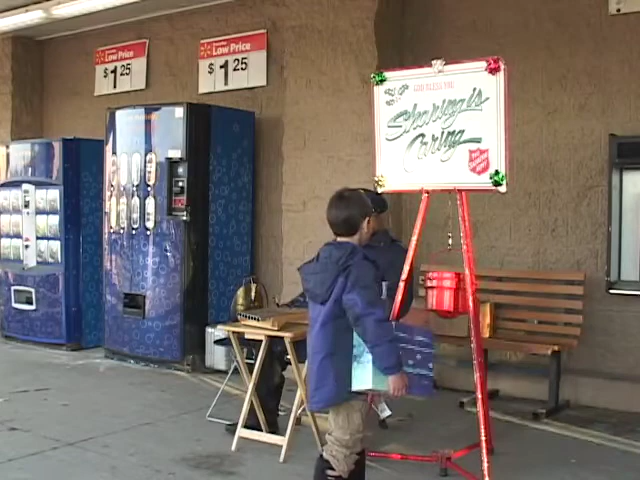 Low Price
$1 25
Low Price
$1 25
GOD BLESS YOU
Sharing is
Caring
THE
SALVATION
ARMY